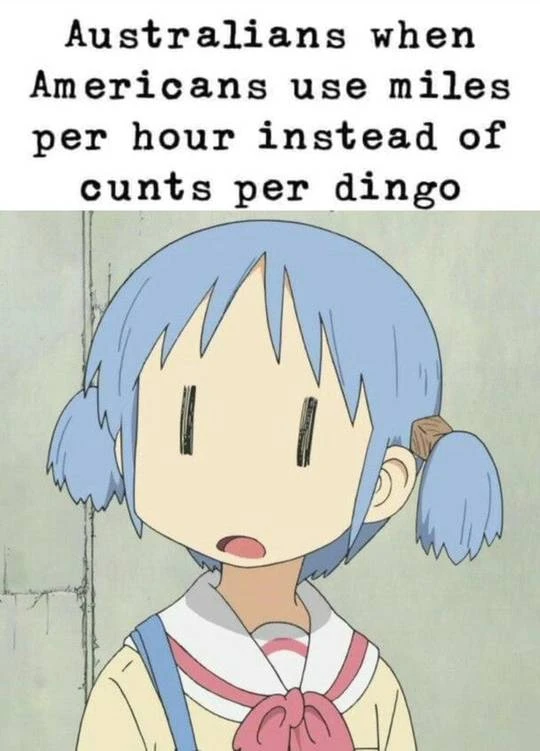 Australians when
Americans use miles
per hour instead of
cunts per dingo